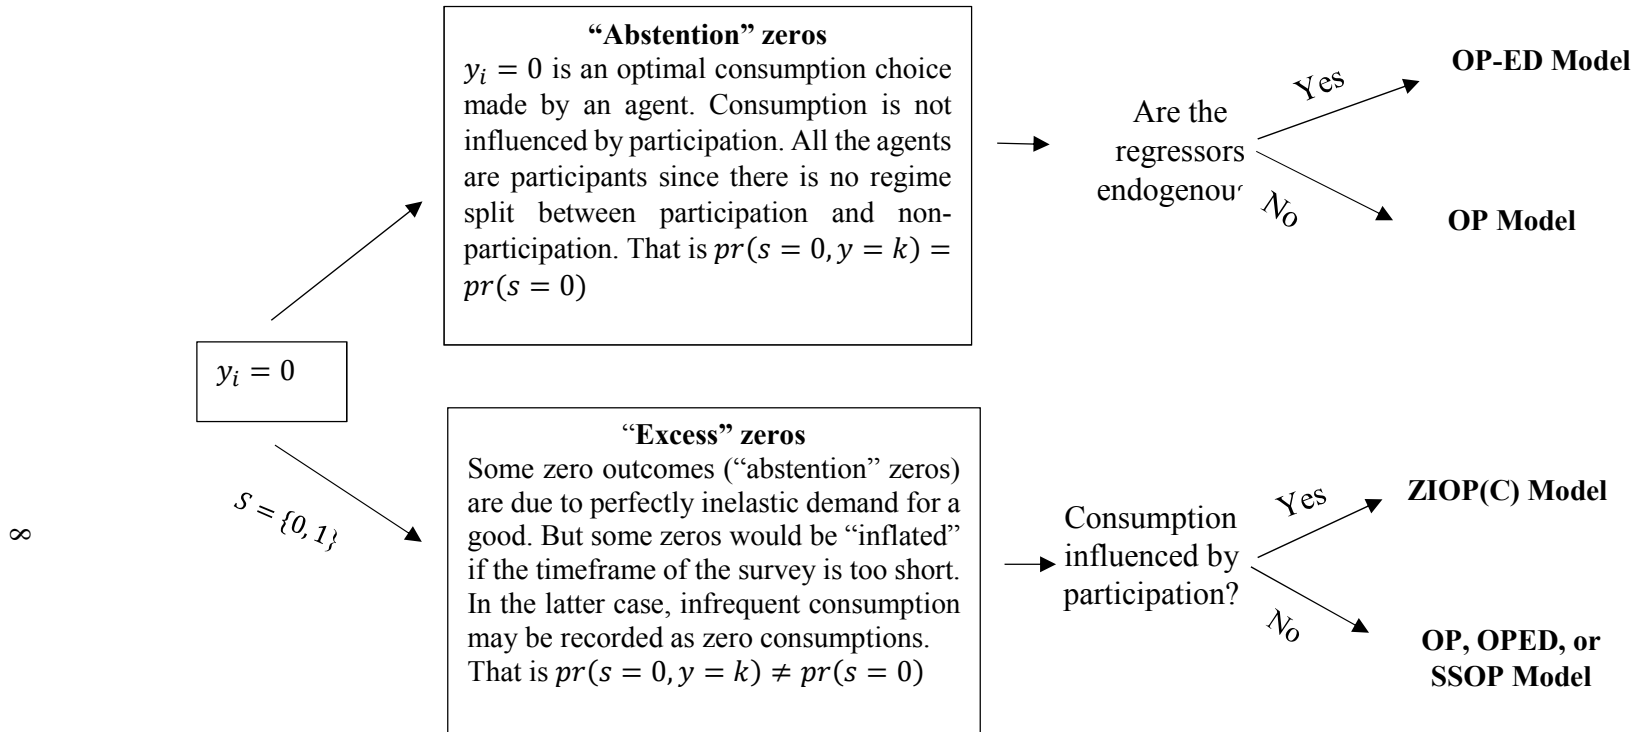 “Abstention” zeros
𝑦𝑖 = 0 is an optimal consumption choice
made by an agent. Consumption is not
influenced by participation. All the agents
are participants since there is no regime
split between participation and non-
participation. That is 𝑝𝑟(𝑠 = 0, 𝑦 = 𝑘) =
𝑝𝑟(𝑠 = 0)
Are the
regressors
endogenou
Yes
No
OP-ED Model
OP Model
𝑦𝑖 = 0
S = {0, 1}
∞
“Excess” zeros
Some zero outcomes (“abstention” zeros)
are due to perfectly inelastic demand for a
good. But some zeros would be “inflated”
if the timeframe of the survey is too short.
In the latter case, infrequent consumption
may be recorded as zero consumptions.
That is 𝑝𝑟(𝑠 = 0, 𝑦 = 𝑘) ≠ 𝑝𝑟(𝑠 = 0)
Consumption
influenced by
participation?
Yes
No
ZIOP(C) Model
OP, OPED, or
SSOP Model